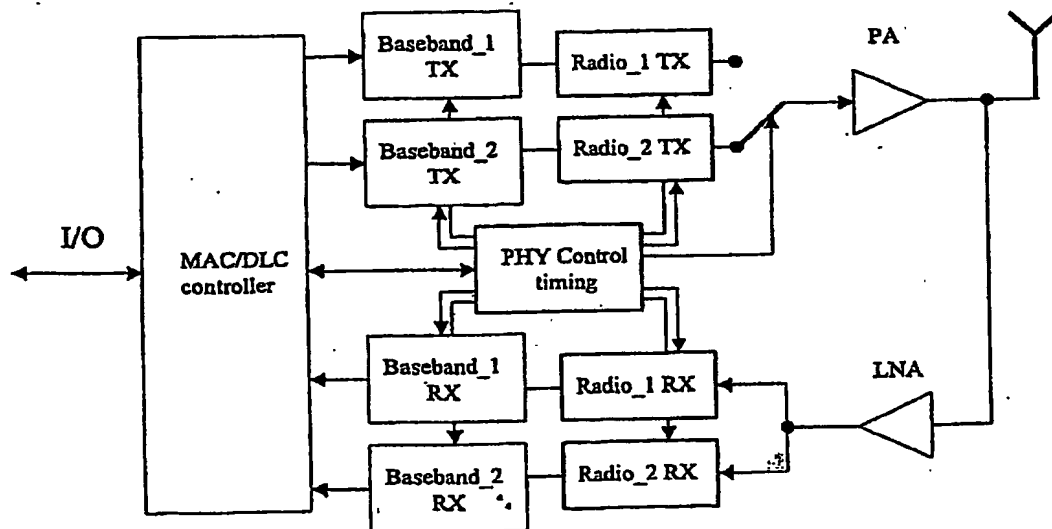 Baseband_1
TX
Radio_1 TX
PA
Baseband_2
TX
Radio_2 TX
I/O
MAC/DLC
controller
PHY Control
timing
Baseband_1
RX
Radio_1 RX
LNA
Baseband_2
RX
Radio_2 RX